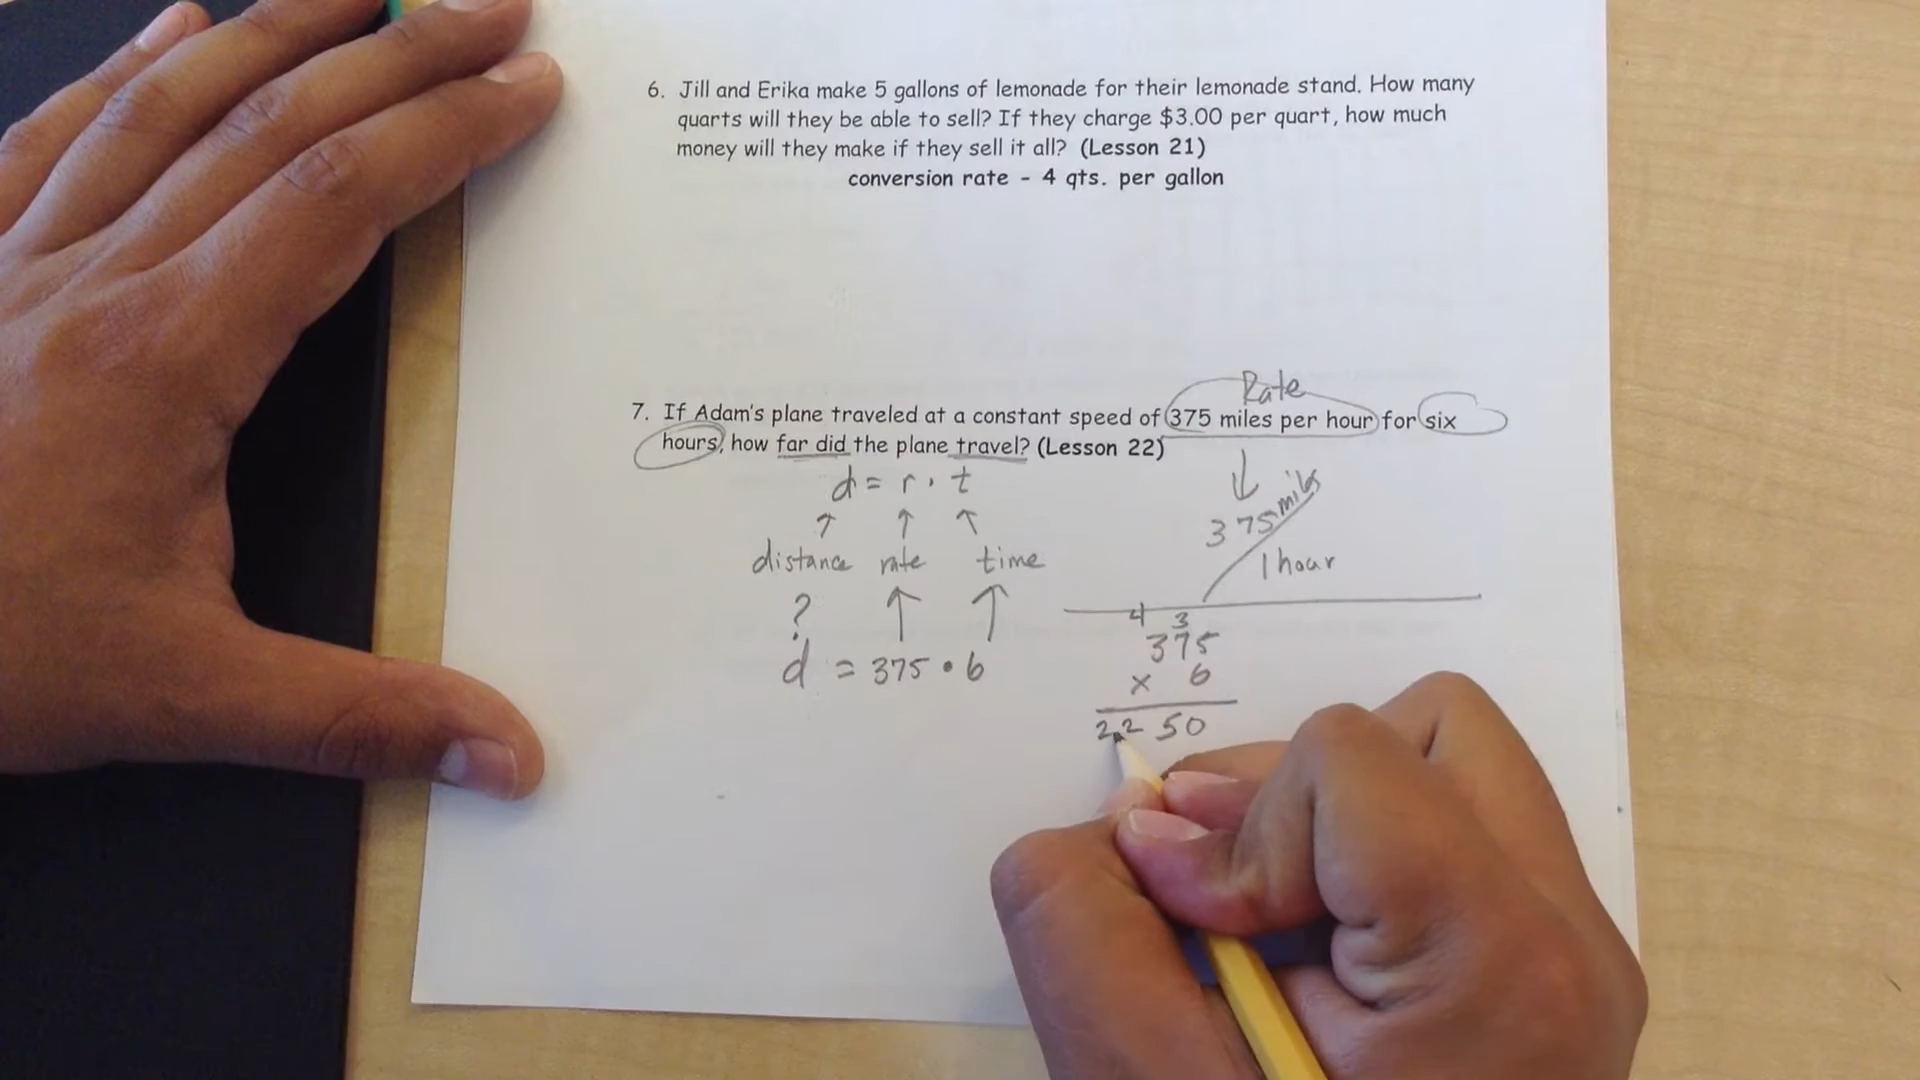 6. Jill and Erika make 5 gallons of lemonade for their lemonade stand. How many
quarts will they be able to sell? If they charge $3.00 per quart, how much
money will they make if they sell it all? (Lesson 21)
conversion rate - 4 qts. per gallon
Rate
7. If Adam's plane traveled at a constant speed of 375 miles per hour for six
hours, how far did the plane travel? (Lesson 22)
d = r · t
375 miles
1 hour
distance rate time
?
d = 375 • 6
4 3
375
x 6
2,250